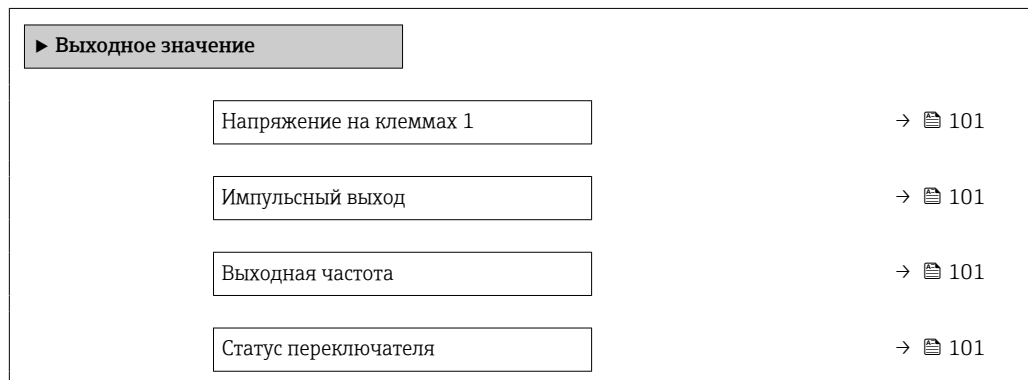 ▶ Выходное значение
Напряжение на клеммах 1 → 101
Импульсный выход → 101
Выходная частота → 101
Статус переключателя → 101